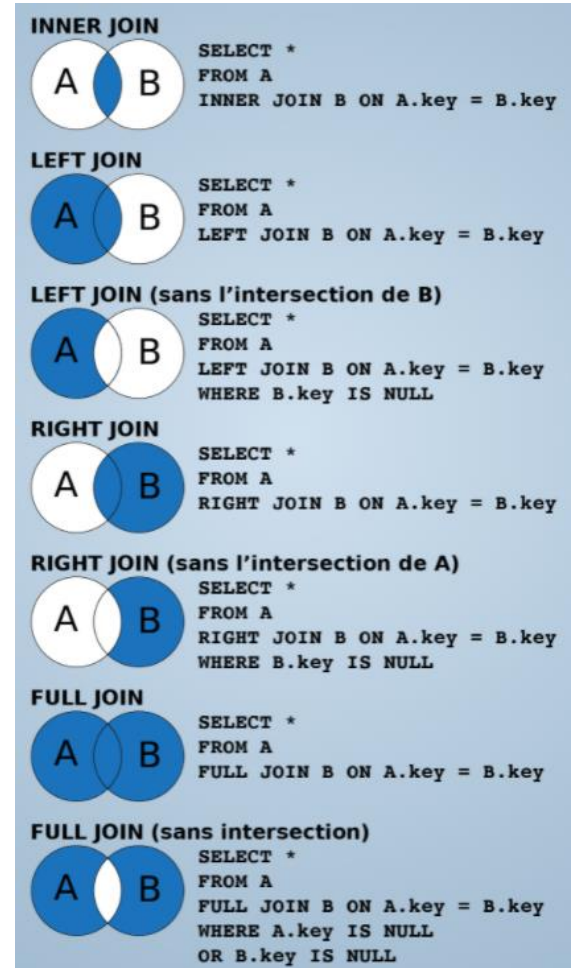 INNER JOIN
A B
SELECT *
FROM A
INNER JOIN B ON A.key = B.key
LEFT JOIN
A B
SELECT *
FROM A
LEFT JOIN B ON A.key = B.key
LEFT JOIN (sans l’intersection de B)
A B
SELECT *
FROM A
LEFT JOIN B ON A.key = B.key
WHERE B.key IS NULL
RIGHT JOIN
A B
SELECT *
FROM A
RIGHT JOIN B ON A.key = B.key
RIGHT JOIN (sans l’intersection de A)
A B
SELECT *
FROM A
RIGHT JOIN B ON A.key = B.key
WHERE B.key IS NULL
FULL JOIN
A B
SELECT *
FROM A
FULL JOIN B ON A.key = B.key
FULL JOIN (sans intersection)
A B
SELECT *
FROM A
FULL JOIN B ON A.key = B.key
WHERE A.key IS NULL
OR B.key IS NULL